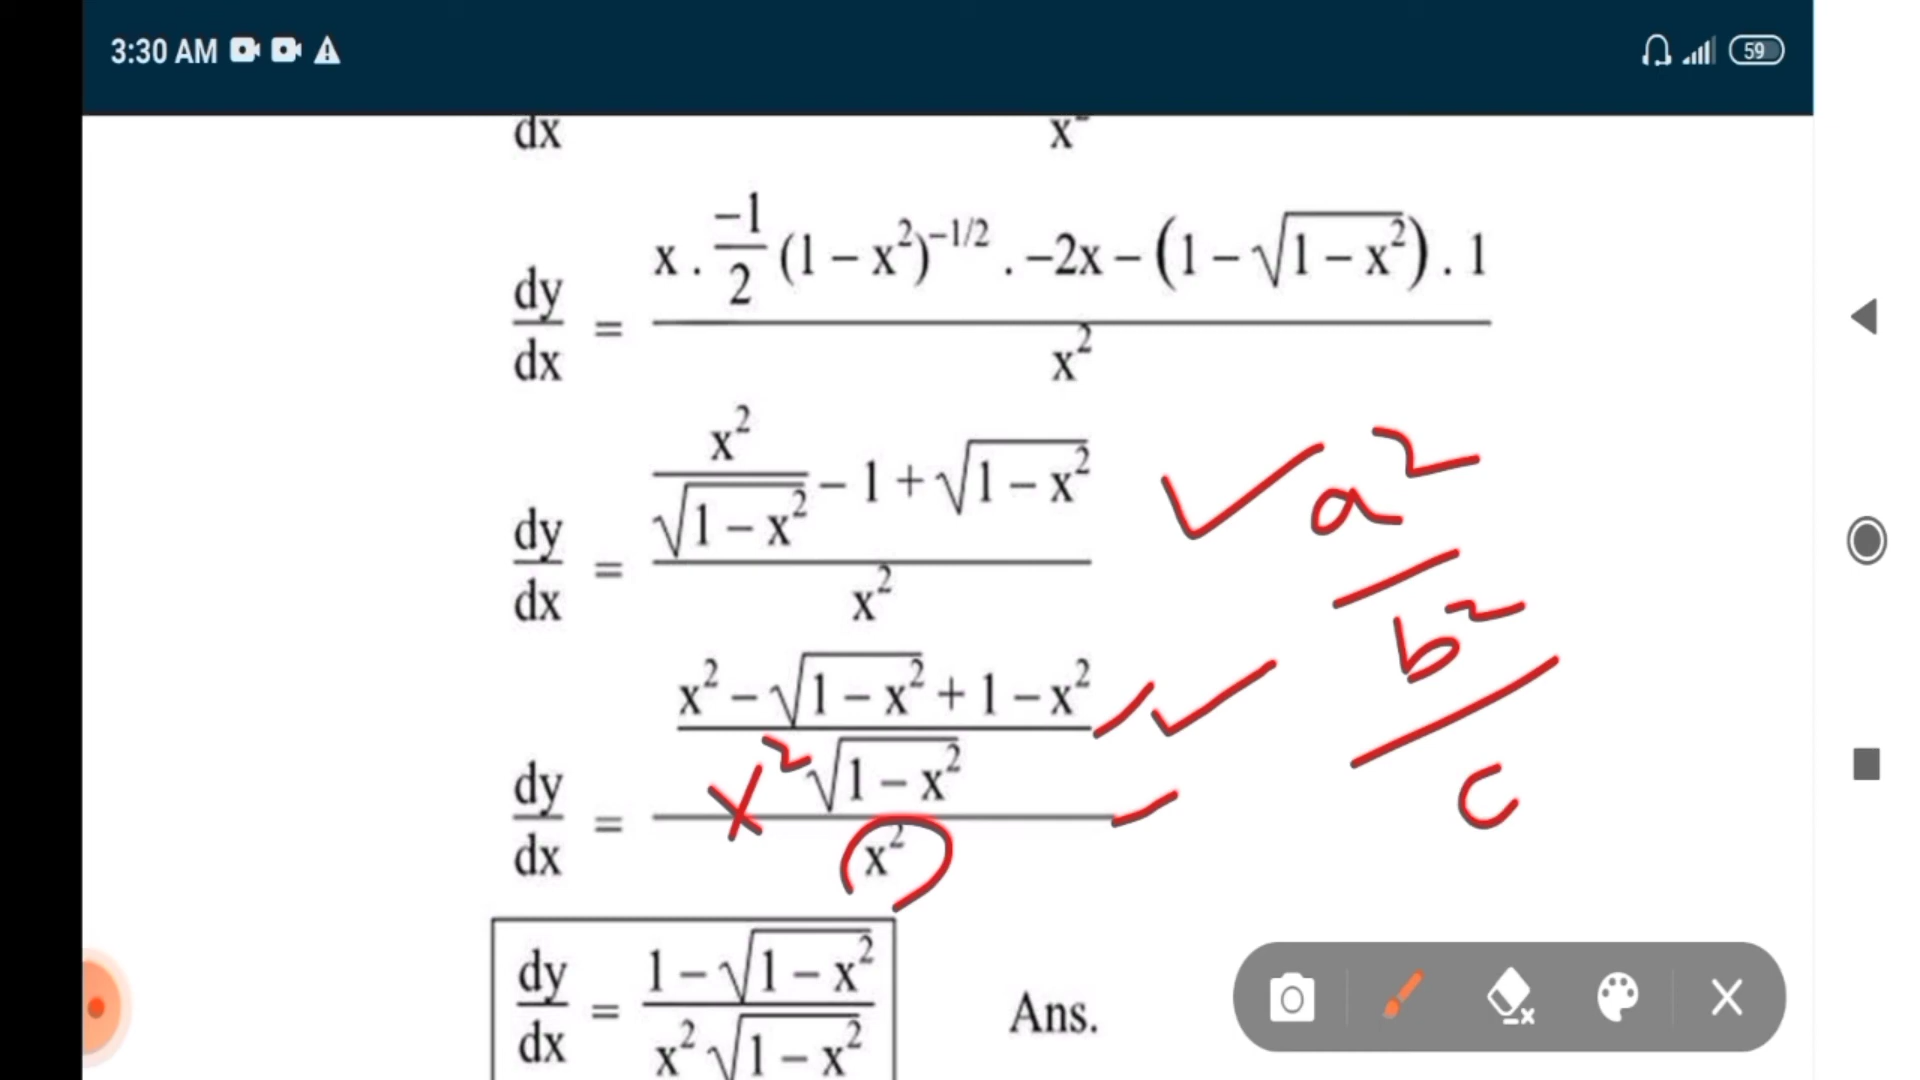 3:30 AM 59
dx x²
dy/dx = (x . −1/2 (1 − x²)^−1/2 . −2x − (1 − √(1 − x²)) . 1) / x²
dy/dx = (x²/√(1 − x²) − 1 + √(1 − x²)) / x²
a²/b²/c
dy/dx = ((x² − √(1 − x²) + 1 − x²) / x² √(1 − x²)) / x²
dy/dx = (1 − √(1 − x²)) / (x² √(1 − x²)) Ans.